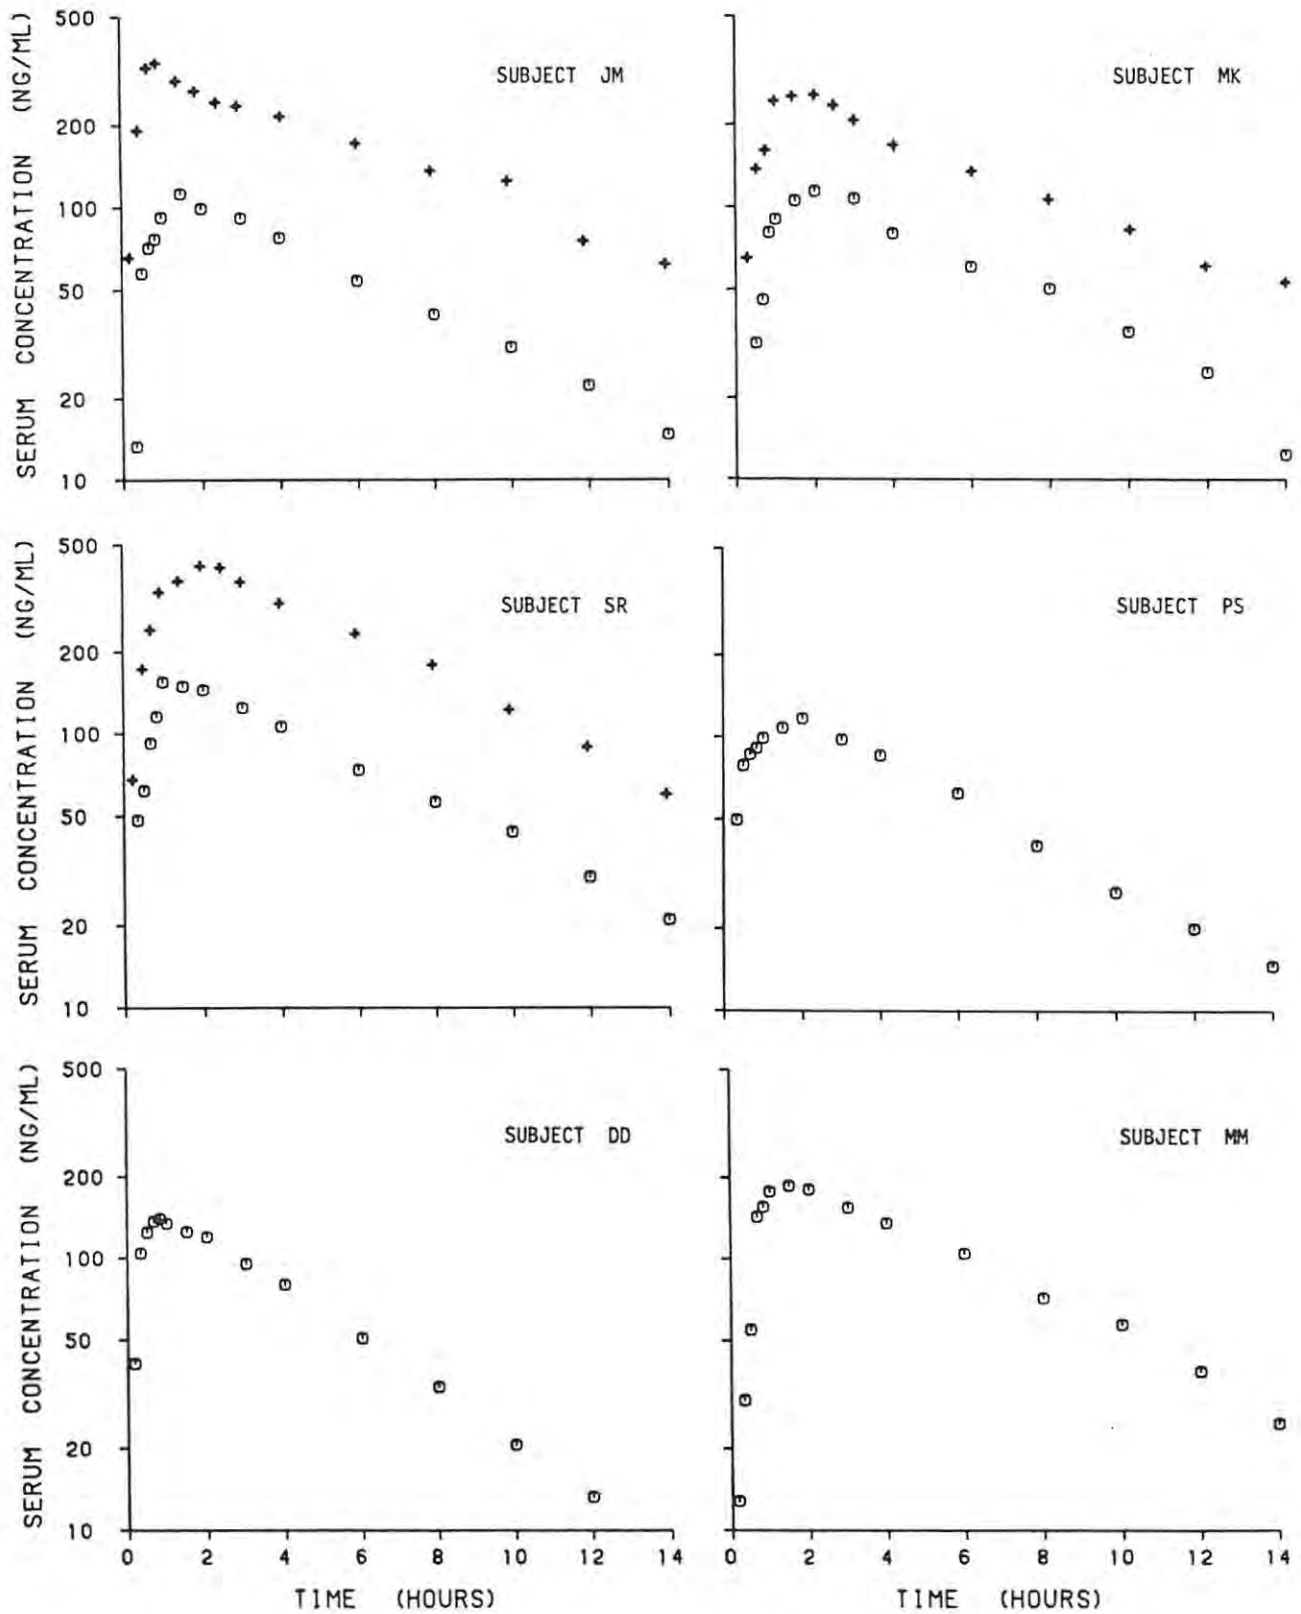 SERUM CONCENTRATION (NG/ML)
500
200
100
50
20
10
SUBJECT JM
SUBJECT MK
SERUM CONCENTRATION (NG/ML)
500
200
100
50
20
10
SUBJECT SR
SUBJECT PS
SERUM CONCENTRATION (NG/ML)
500
200
100
50
20
10
SUBJECT DD
SUBJECT MM
0 2 4 6 8 10 12 14
0 2 4 6 8 10 12 14
TIME (HOURS)
TIME (HOURS)